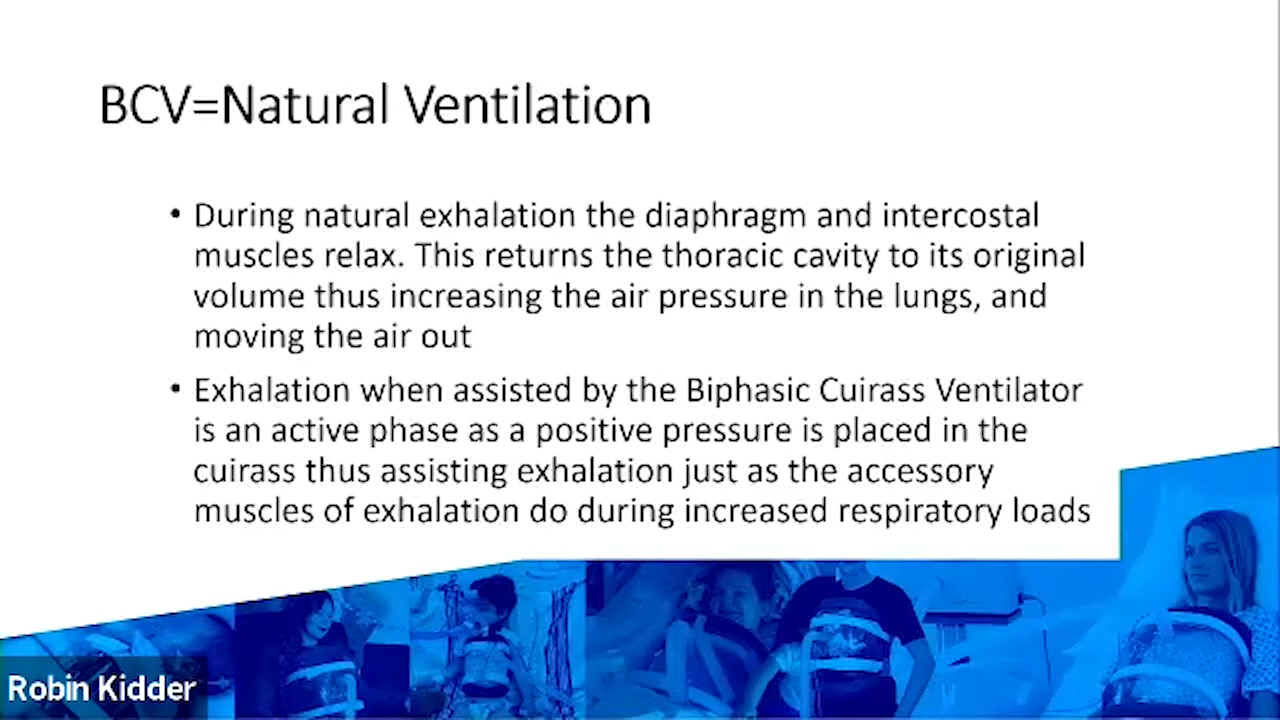 BCV=Natural Ventilation
• During natural exhalation the diaphragm and intercostal
muscles relax. This returns the thoracic cavity to its original
volume thus increasing the air pressure in the lungs, and
moving the air out
• Exhalation when assisted by the Biphasic Cuirass Ventilator
is an active phase as a positive pressure is placed in the
cuirass thus assisting exhalation just as the accessory
muscles of exhalation do during increased respiratory loads
Robin Kidder